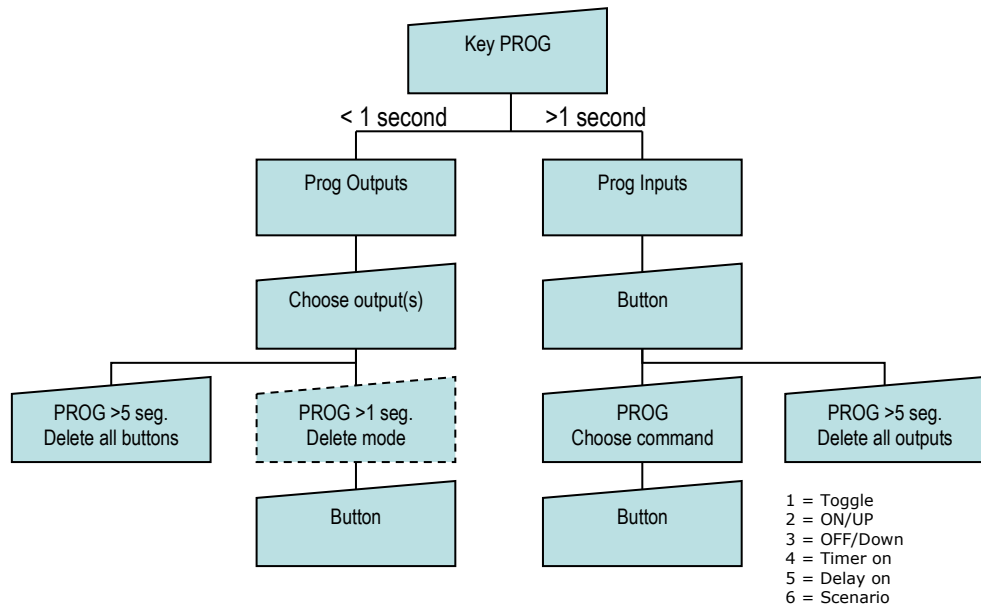 Key PROG
< 1 second
>1 second
Prog Outputs
Prog Inputs
Choose output(s)
Button
PROG >5 seg.
Delete all buttons
PROG >1 seg.
Delete mode
PROG
Choose command
PROG >5 seg.
Delete all outputs
Button
Button
1 = Toggle
2 = ON/UP
3 = OFF/Down
4 = Timer on
5 = Delay on
6 = Scenario